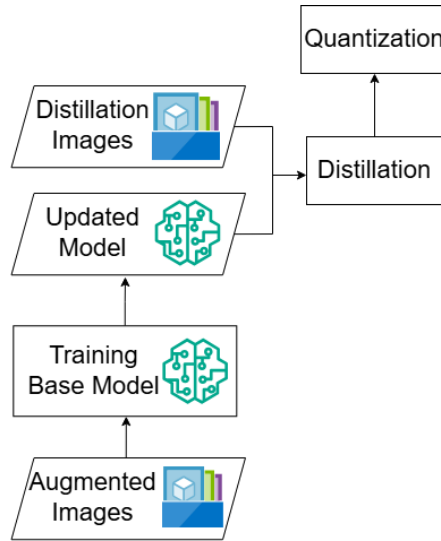 Quantization
Distillation
Images
Distillation
Updated
Model
Training
Base Model
Augmented
Images